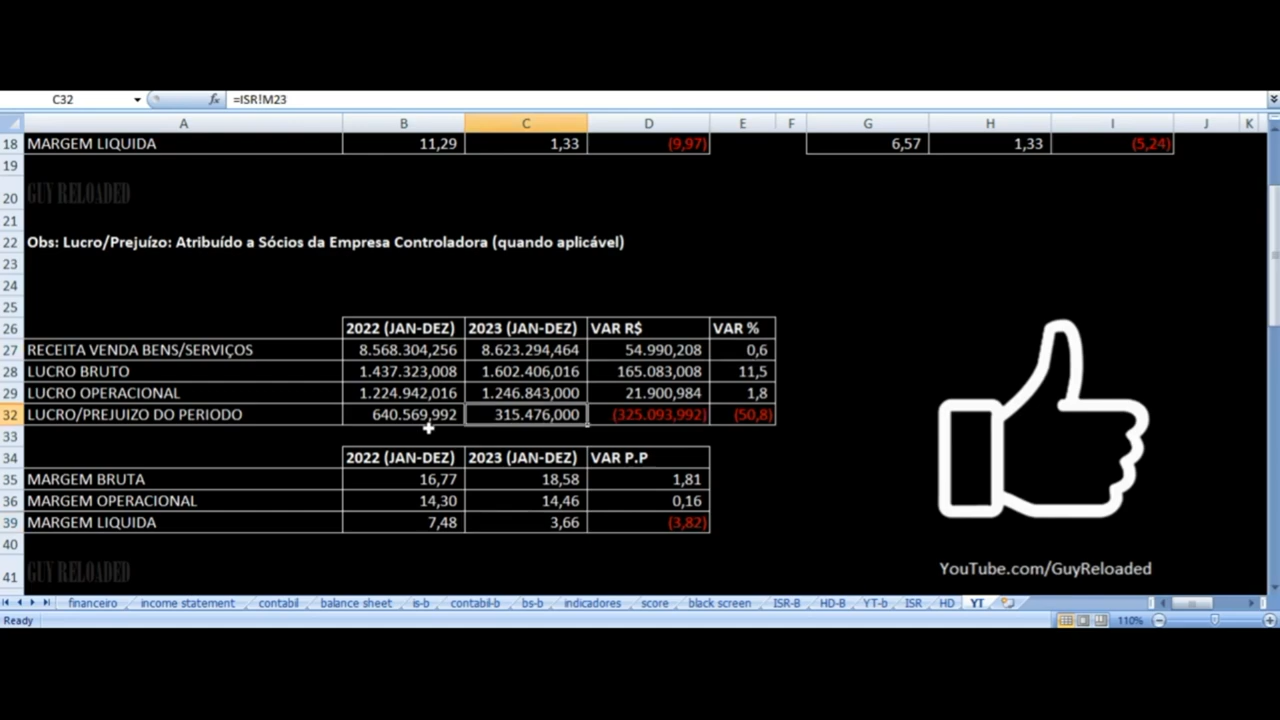 C32 fx =ISR!M23
A B C D E F G H I J K
18 MARGEM LIQUIDA 11,29 1,33 (9,97) 6,57 1,33 (5,24)
19
20 GUY RELOADED
21
22 Obs: Lucro/Prejuízo: Atribuído a Sócios da Empresa Controladora (quando aplicável)
23
24
25
26 2022 (JAN-DEZ) 2023 (JAN-DEZ) VAR R$ VAR %
27 RECEITA VENDA BENS/SERVIÇOS 8.568.304,256 8.623.294,464 54.990,208 0,6
28 LUCRO BRUTO 1.437.323,008 1.602.406,016 165.083,008 11,5
29 LUCRO OPERACIONAL 1.224.942,016 1.246.843,000 21.900,984 1,8
32 LUCRO/PREJUIZO DO PERIODO 640.569,992 315.476,000 (325.093,992) (50,8)
33
34 2022 (JAN-DEZ) 2023 (JAN-DEZ) VAR P.P
35 MARGEM BRUTA 16,77 18,58 1,81
36 MARGEM OPERACIONAL 14,30 14,46 0,16
39 MARGEM LIQUIDA 7,48 3,66 (3,82)
40
YouTube.com/GuyReloaded
41 GUY RELOADED
financeiro income statement contabil balance sheet is-b contabil-b bs-b indicadores score black screen ISR-B HD-B YT-b ISR HD YT
Ready 110%